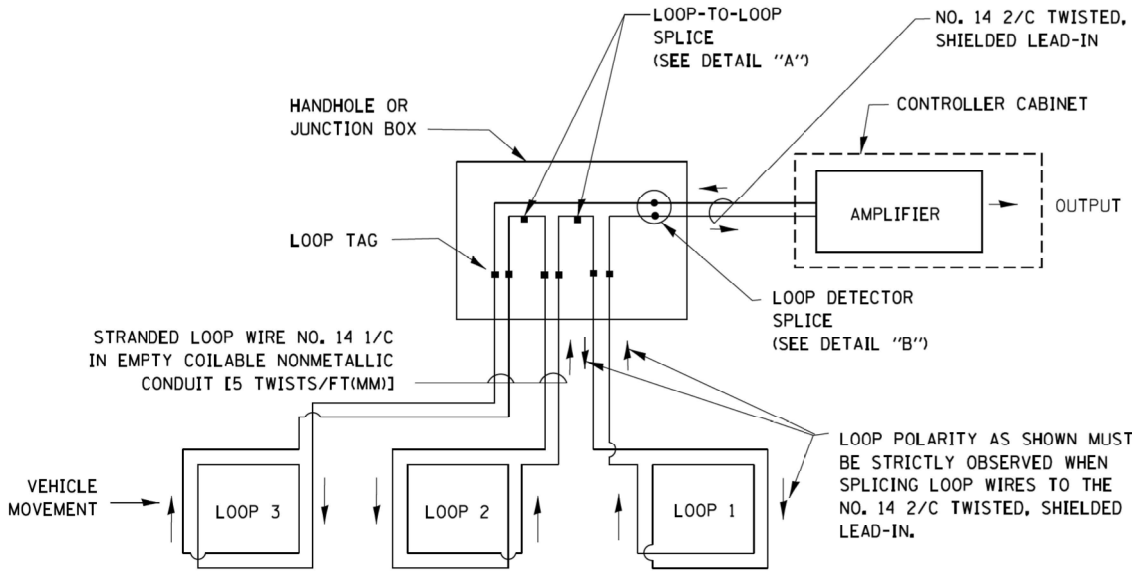 LOOP-TO-LOOP
SPLICE
(SEE DETAIL "A")
NO. 14 2/C TWISTED,
SHIELDED LEAD-IN
HANDHOLE OR
JUNCTION BOX
CONTROLLER CABINET
AMPLIFIER
OUTPUT
LOOP TAG
LOOP DETECTOR
SPLICE
(SEE DETAIL "B")
STRANDED LOOP WIRE NO. 14 1/C
IN EMPTY COILABLE NONMETALLIC
CONDUIT [5 TWISTS/FT(MM)]
LOOP POLARITY AS SHOWN MUST
BE STRICTLY OBSERVED WHEN
SPLICING LOOP WIRES TO THE
NO. 14 2/C TWISTED, SHIELDED
LEAD-IN.
VEHICLE
MOVEMENT
LOOP 3
LOOP 2
LOOP 1